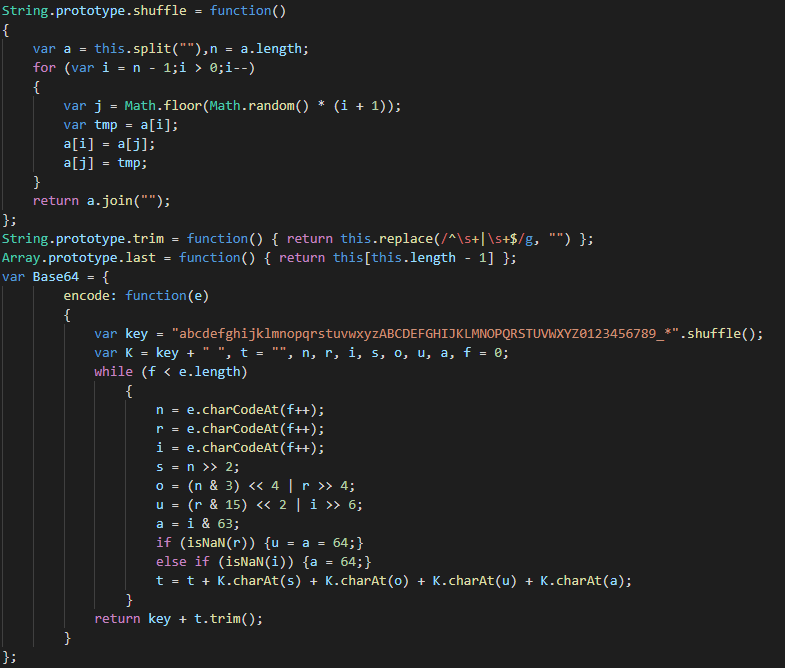 String.prototype.shuffle = function()
{
    var a = this.split(""),n = a.length;
    for (var i = n - 1;i > 0;i--)
    {
        var j = Math.floor(Math.random() * (i + 1));
        var tmp = a[i];
        a[i] = a[j];
        a[j] = tmp;
    }
    return a.join("");
};
String.prototype.trim = function() { return this.replace(/^\s+|\s+$/g, "") };
Array.prototype.last = function() { return this[this.length - 1] };
var Base64 = {
        encode: function(e)
        {
            var key = "abcdefghijklmnopqrstuvwxyzABCDEFGHIJKLMNOPQRSTUVWXYZ0123456789_*".shuffle();
            var K = key + " ", t = "", n, r, i, s, o, u, a, f = 0;
            while (f < e.length)
                {
                    n = e.charCodeAt(f++);
                    r = e.charCodeAt(f++);
                    i = e.charCodeAt(f++);
                    s = n >> 2;
                    o = (n & 3) << 4 | r >> 4;
                    u = (r & 15) << 2 | i >> 6;
                    a = i & 63;
                    if (isNaN(r)) {u = a = 64;}
                    else if (isNaN(i)) {a = 64;}
                    t = t + K.charAt(s) + K.charAt(o) + K.charAt(u) + K.charAt(a);
                }
            return key + t.trim();
        }
};